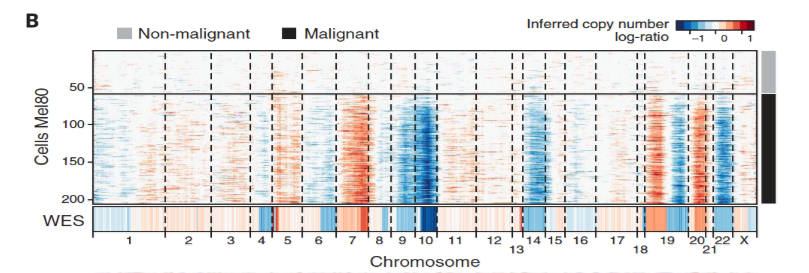 B
Non-malignant
Malignant
Inferred copy number
log-ratio
−1 0 1
Cells Mel80
50
100
150
200
WES
1 2 3 4 5 6 7 8 9 10 11 12 13 14 15 16 17 18 19 20 21 22 X
Chromosome